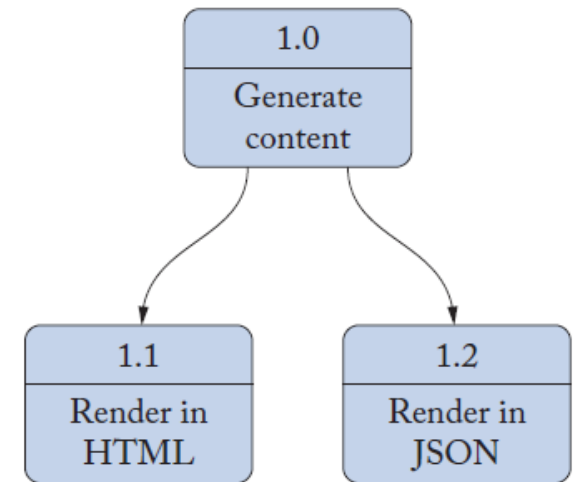 1.0
Generate
content
1.1
Render in
HTML
1.2
Render in
JSON